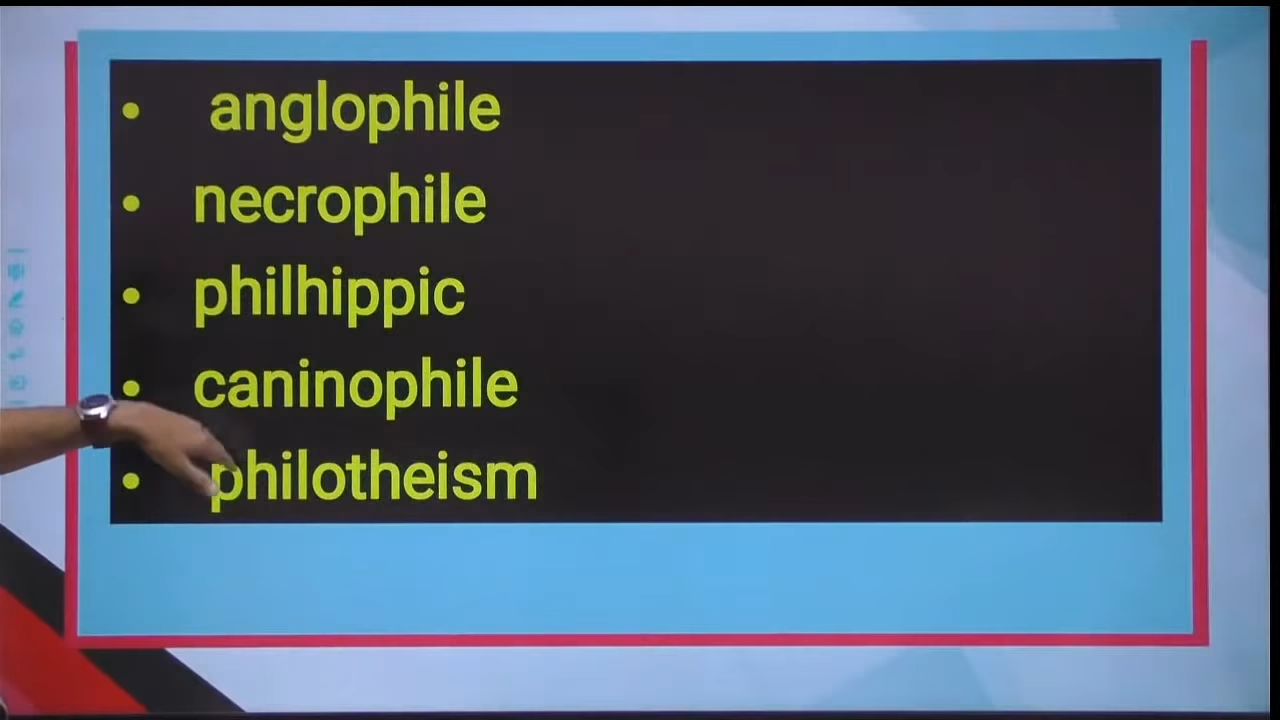 • anglophile
• necrophile
• philhippic
• caninophile
• philotheism